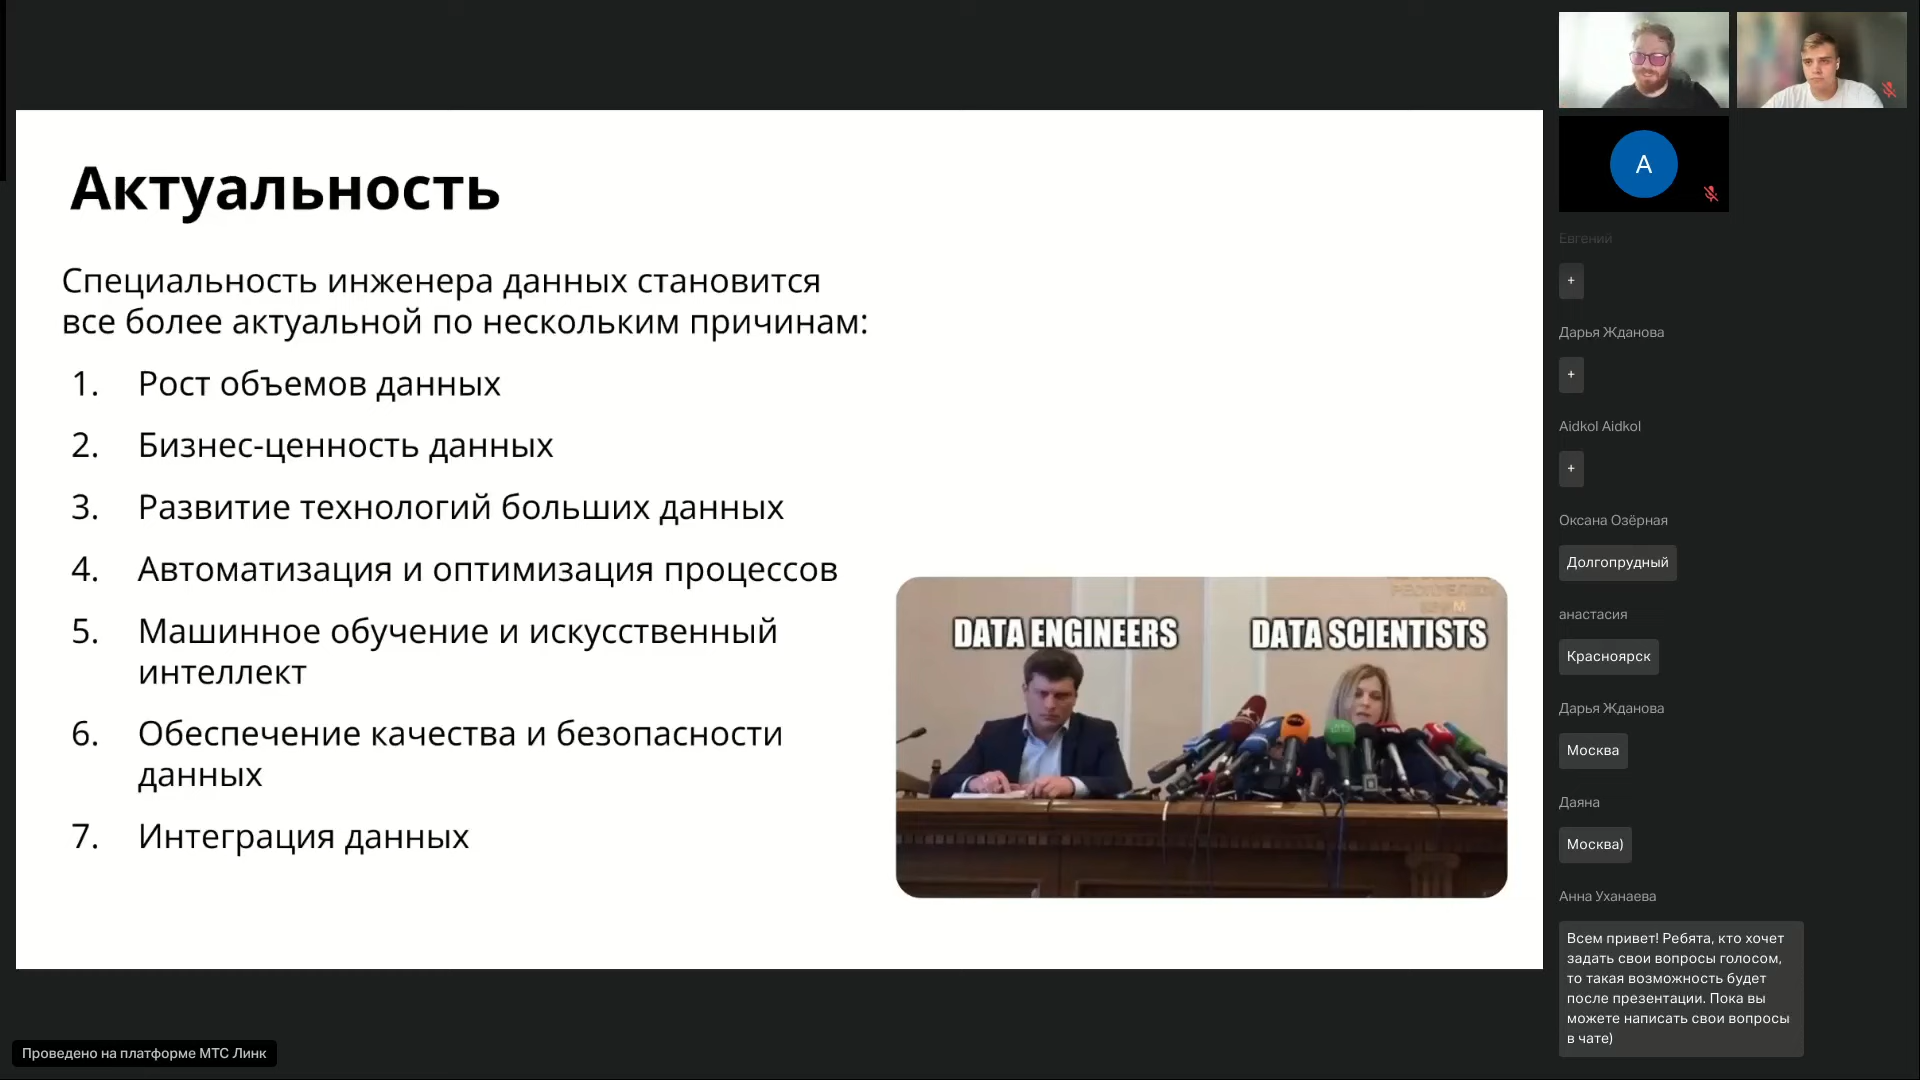 Актуальность
Специальность инженера данных становится
все более актуальной по нескольким причинам:
1. Рост объемов данных
2. Бизнес-ценность данных
3. Развитие технологий больших данных
4. Автоматизация и оптимизация процессов
5. Машинное обучение и искусственный
интеллект
6. Обеспечение качества и безопасности
данных
7. Интеграция данных
DATA ENGINEERS
DATA SCIENTISTS
A
Евгений
+
Дарья Жданова
+
Aidkol Aidkol
+
Оксана Озёрная
Долгопрудный
анастасия
Красноярск
Дарья Жданова
Москва
Даяна
Москва)
Анна Уханаева
Всем привет! Ребята, кто хочет
задать свои вопросы голосом,
то такая возможность будет
после презентации. Пока вы
можете написать свои вопросы
в чате)
Проведено на платформе МТС Линк